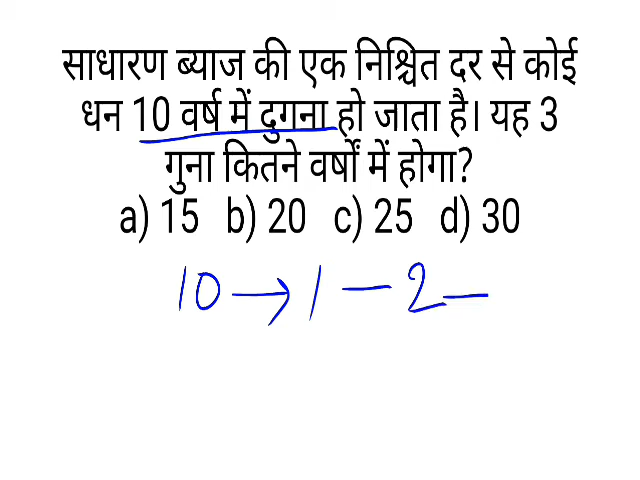 साधारण ब्याज की एक निश्चित दर से कोई
धन 10 वर्ष में दुगना हो जाता है। यह 3
गुना कितने वर्षों में होगा?
a) 15 b) 20 c) 25 d) 30
10 → 1 — 2 —